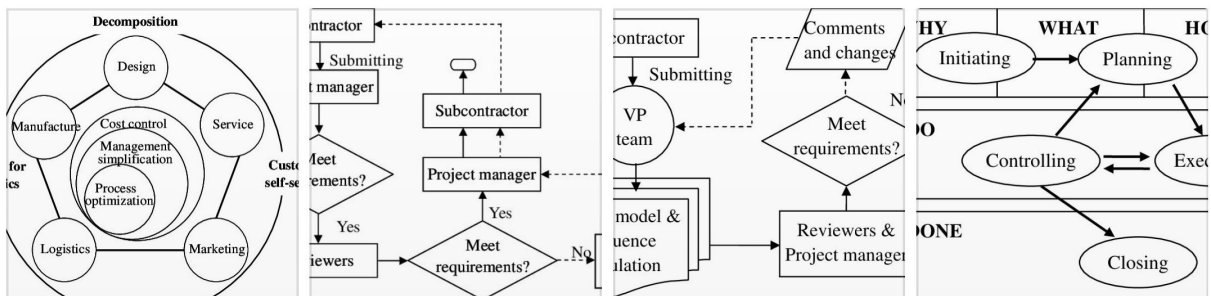 Decomposition
Design
Manufacture
Cost control
Service
Management
simplification
for
Custo
ics
self-se
Process
optimization
Logistics
Marketing
ntractor
Submitting
t manager
Subcontractor
Meet
rements?
Project manager
Yes
Yes
iewers
Meet
requirements?
No
contractor
Submitting
VP
team
model &
uence
ulation
Comments
and changes
No
Meet
requirements?
Reviewers &
Project manager
HY
WHAT
HO
Initiating
Planning
DO
Controlling
Exec
DONE
Closing